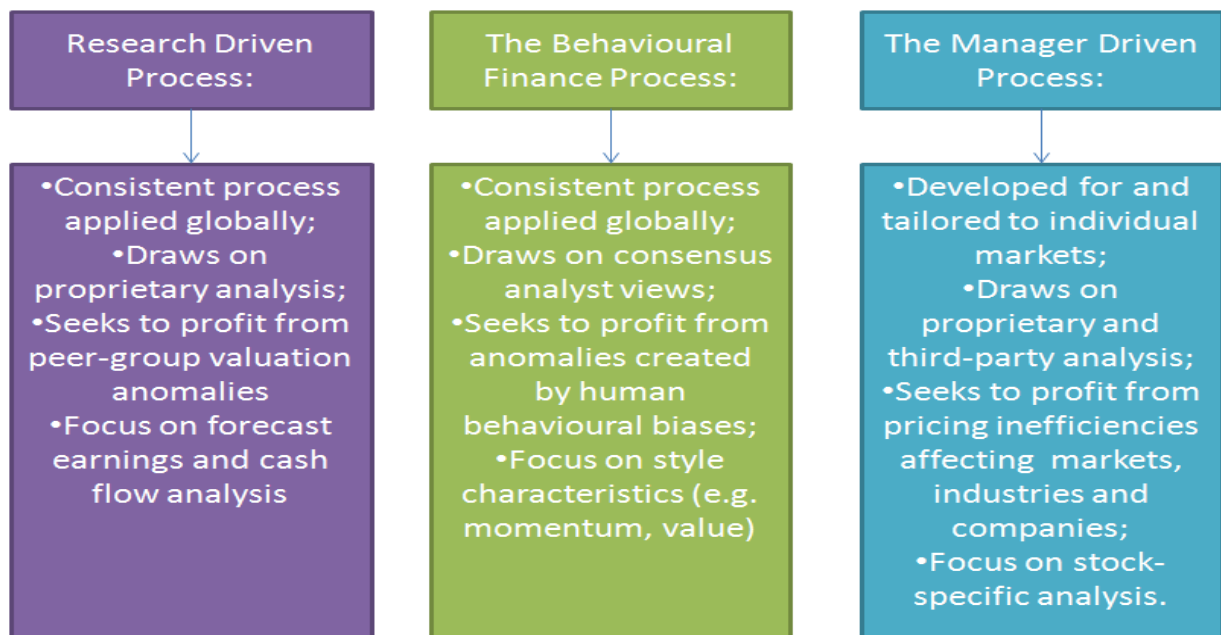 Research Driven
Process:
•Consistent process
applied globally;
•Draws on
proprietary analysis;
•Seeks to profit from
peer-group valuation
anomalies
•Focus on forecast
earnings and cash
flow analysis
The Behavioural
Finance Process:
•Consistent process
applied globally;
•Draws on consensus
analyst views;
•Seeks to profit from
anomalies created
by human
behavioural biases;
•Focus on style
characteristics (e.g.
momentum, value)
The Manager Driven
Process:
•Developed for and
tailored to individual
markets;
•Draws on
proprietary and
third-party analysis;
•Seeks to profit from
pricing inefficiencies
affecting markets,
industries and
companies;
•Focus on stock-
specific analysis.